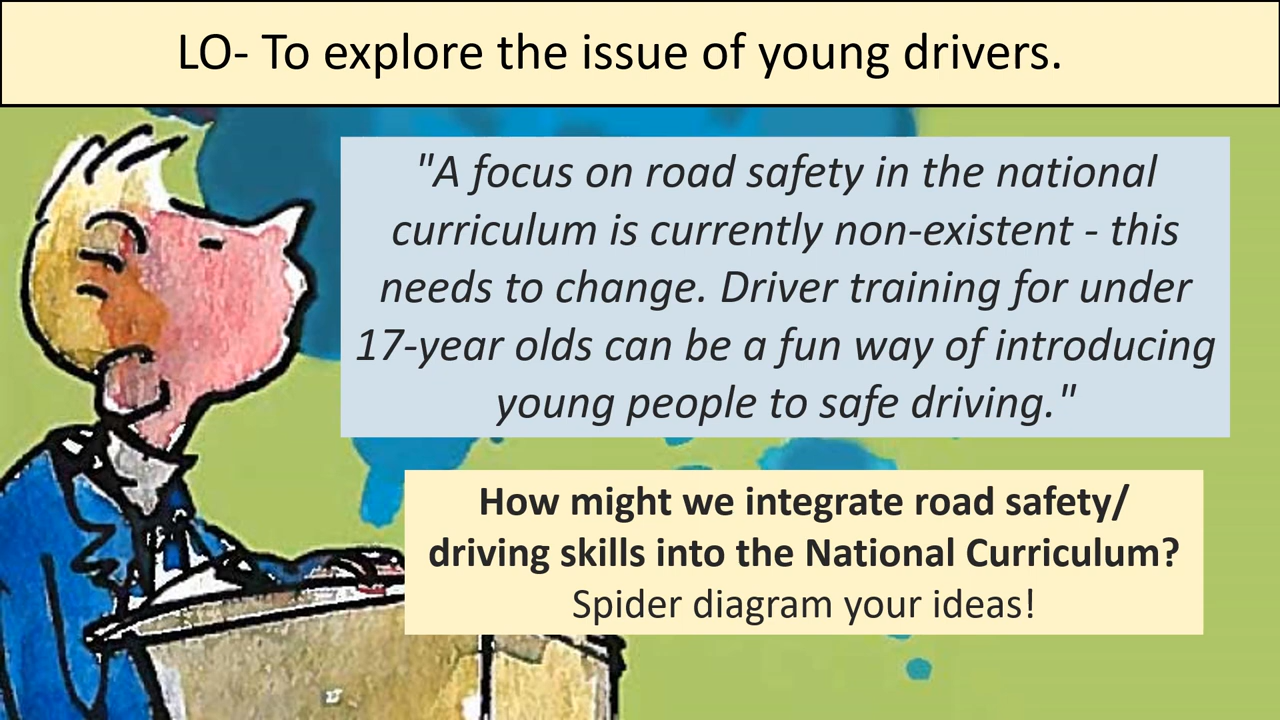 LO- To explore the issue of young drivers.
"A focus on road safety in the national
curriculum is currently non-existent - this
needs to change. Driver training for under
17-year olds can be a fun way of introducing
young people to safe driving."
How might we integrate road safety/
driving skills into the National Curriculum?
Spider diagram your ideas!